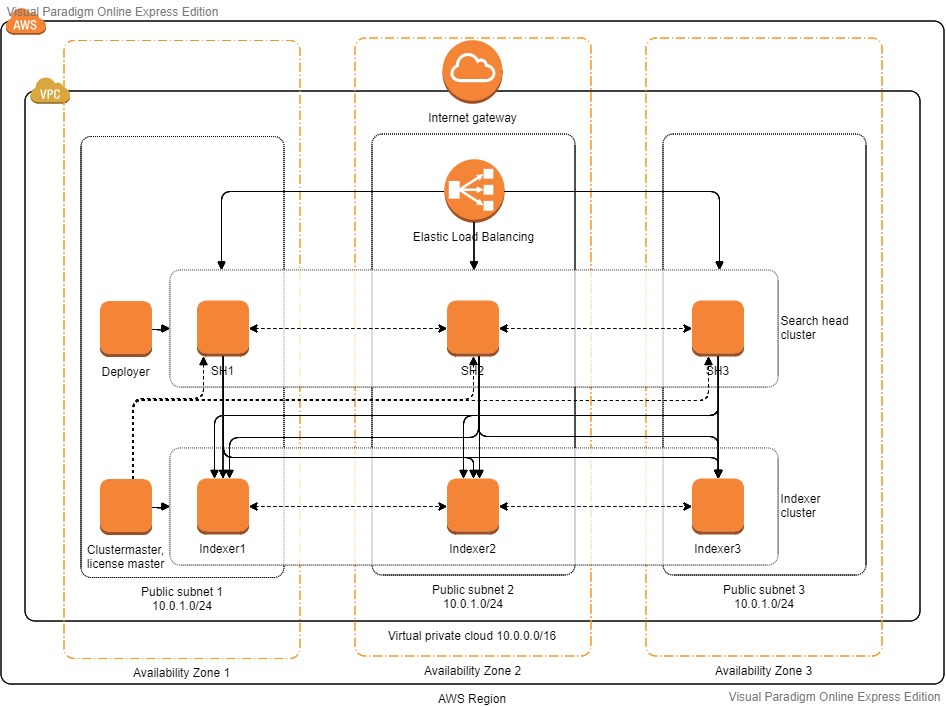 Visual Paradigm Online Express Edition
AWS
VPC
Internet gateway
Elastic Load Balancing
Search head
cluster
Deployer
SH1
SH2
SH3
Indexer
cluster
Clustermaster,
license master
Indexer1
Indexer2
Indexer3
Public subnet 1
10.0.1.0/24
Public subnet 2
10.0.1.0/24
Public subnet 3
10.0.1.0/24
Virtual private cloud 10.0.0.0/16
Availability Zone 1
Availability Zone 2
Availability Zone 3
AWS Region
Visual Paradigm Online Express Edition